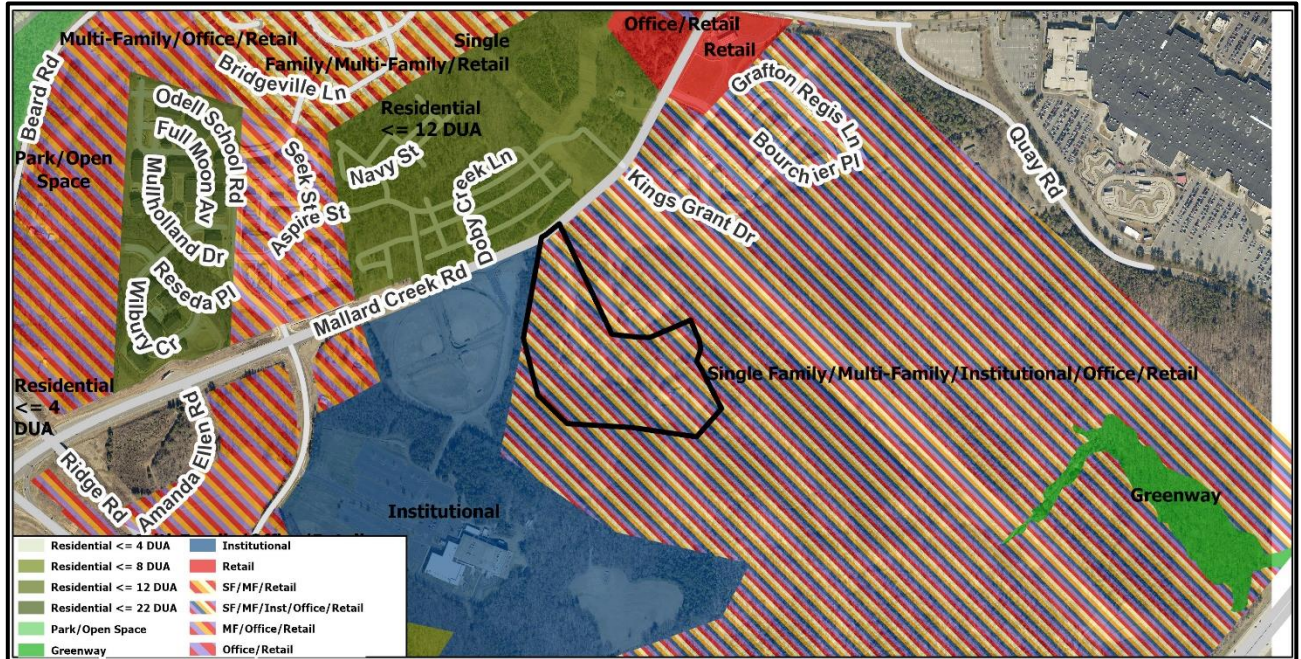 Multi-Family/Office/Retail
Bridgeville Ln
Single
Family/Multi-Family/Retail
Office/Retail
Retail
Beard Rd
Odell School Rd
Full Moon Av
Mullholland Dr
Seek St
Aspire St
Reseda Pl
Wilbury Cr
Park/Open
Space
Residential
<= 12 DUA
Navy St
Doby Creek Ln
Mallard Creek Rd
Grafton Regis Ln
Bourchier Pl
Kings Grant Dr
Quay Rd
Residential
<= 4
DUA
Ridge Rd
Amanda Ellen Rd
Single Family/Multi-Family/Institutional/Office/Retail
Institutional
Greenway
Residential <= 4 DUA
Residential <= 8 DUA
Residential <= 12 DUA
Residential <= 22 DUA
Park/Open Space
Greenway
Institutional
Retail
SF/MF/Retail
SF/MF/Inst/Office/Retail
MF/Office/Retail
Office/Retail